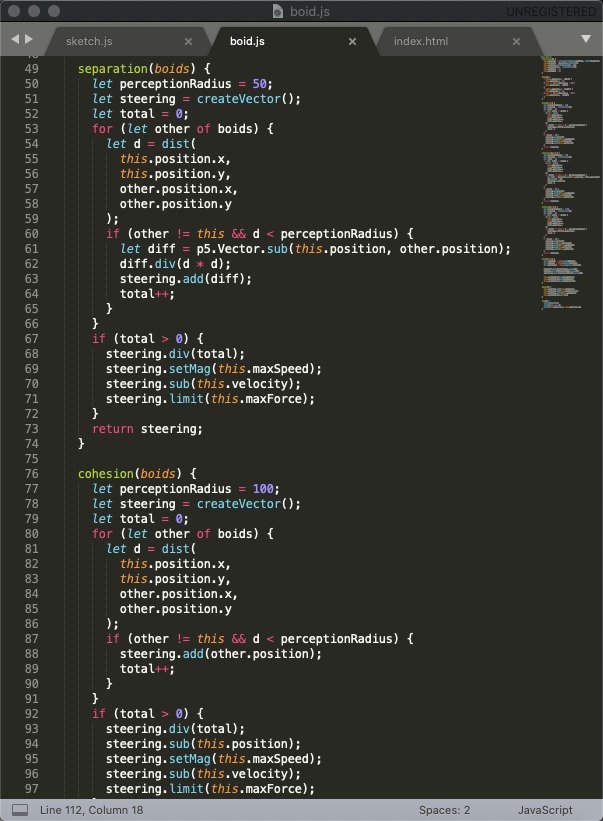 boid.js
UNREGISTERED
sketch.js
boid.js
index.html
49 separation(boids) {
50 let perceptionRadius = 50;
51 let steering = createVector();
52 let total = 0;
53 for (let other of boids) {
54 let d = dist(
55 this.position.x,
56 this.position.y,
57 other.position.x,
58 other.position.y
59 );
60 if (other != this && d < perceptionRadius) {
61 let diff = p5.Vector.sub(this.position, other.position);
62 diff.div(d * d);
63 steering.add(diff);
64 total++;
65 }
66 }
67 if (total > 0) {
68 steering.div(total);
69 steering.setMag(this.maxSpeed);
70 steering.sub(this.velocity);
71 steering.limit(this.maxForce);
72 }
73 return steering;
74 }
75
76 cohesion(boids) {
77 let perceptionRadius = 100;
78 let steering = createVector();
79 let total = 0;
80 for (let other of boids) {
81 let d = dist(
82 this.position.x,
83 this.position.y,
84 other.position.x,
85 other.position.y
86 );
87 if (other != this && d < perceptionRadius) {
88 steering.add(other.position);
89 total++;
90 }
91 }
92 if (total > 0) {
93 steering.div(total);
94 steering.sub(this.position);
95 steering.setMag(this.maxSpeed);
96 steering.sub(this.velocity);
97 steering.limit(this.maxForce);
Line 112, Column 18
Spaces: 2
JavaScript